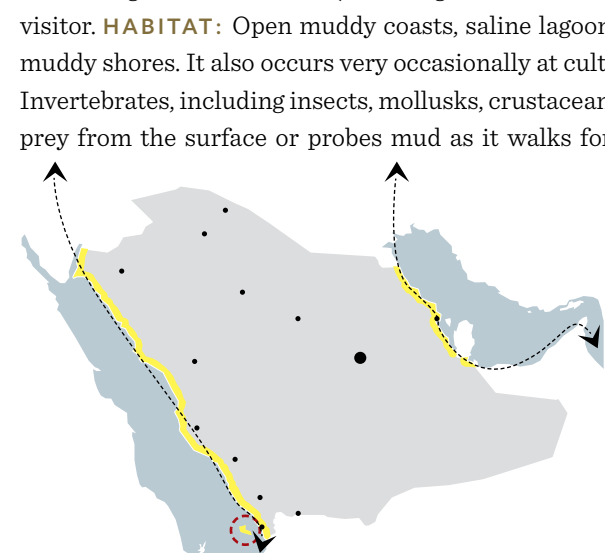 visitor. HABITAT: Open muddy coasts, saline lagoor
muddy shores. It also occurs very occasionally at cult
Invertebrates, including insects, mollusks, crustacear
prey from the surface or probes mud as it walks for